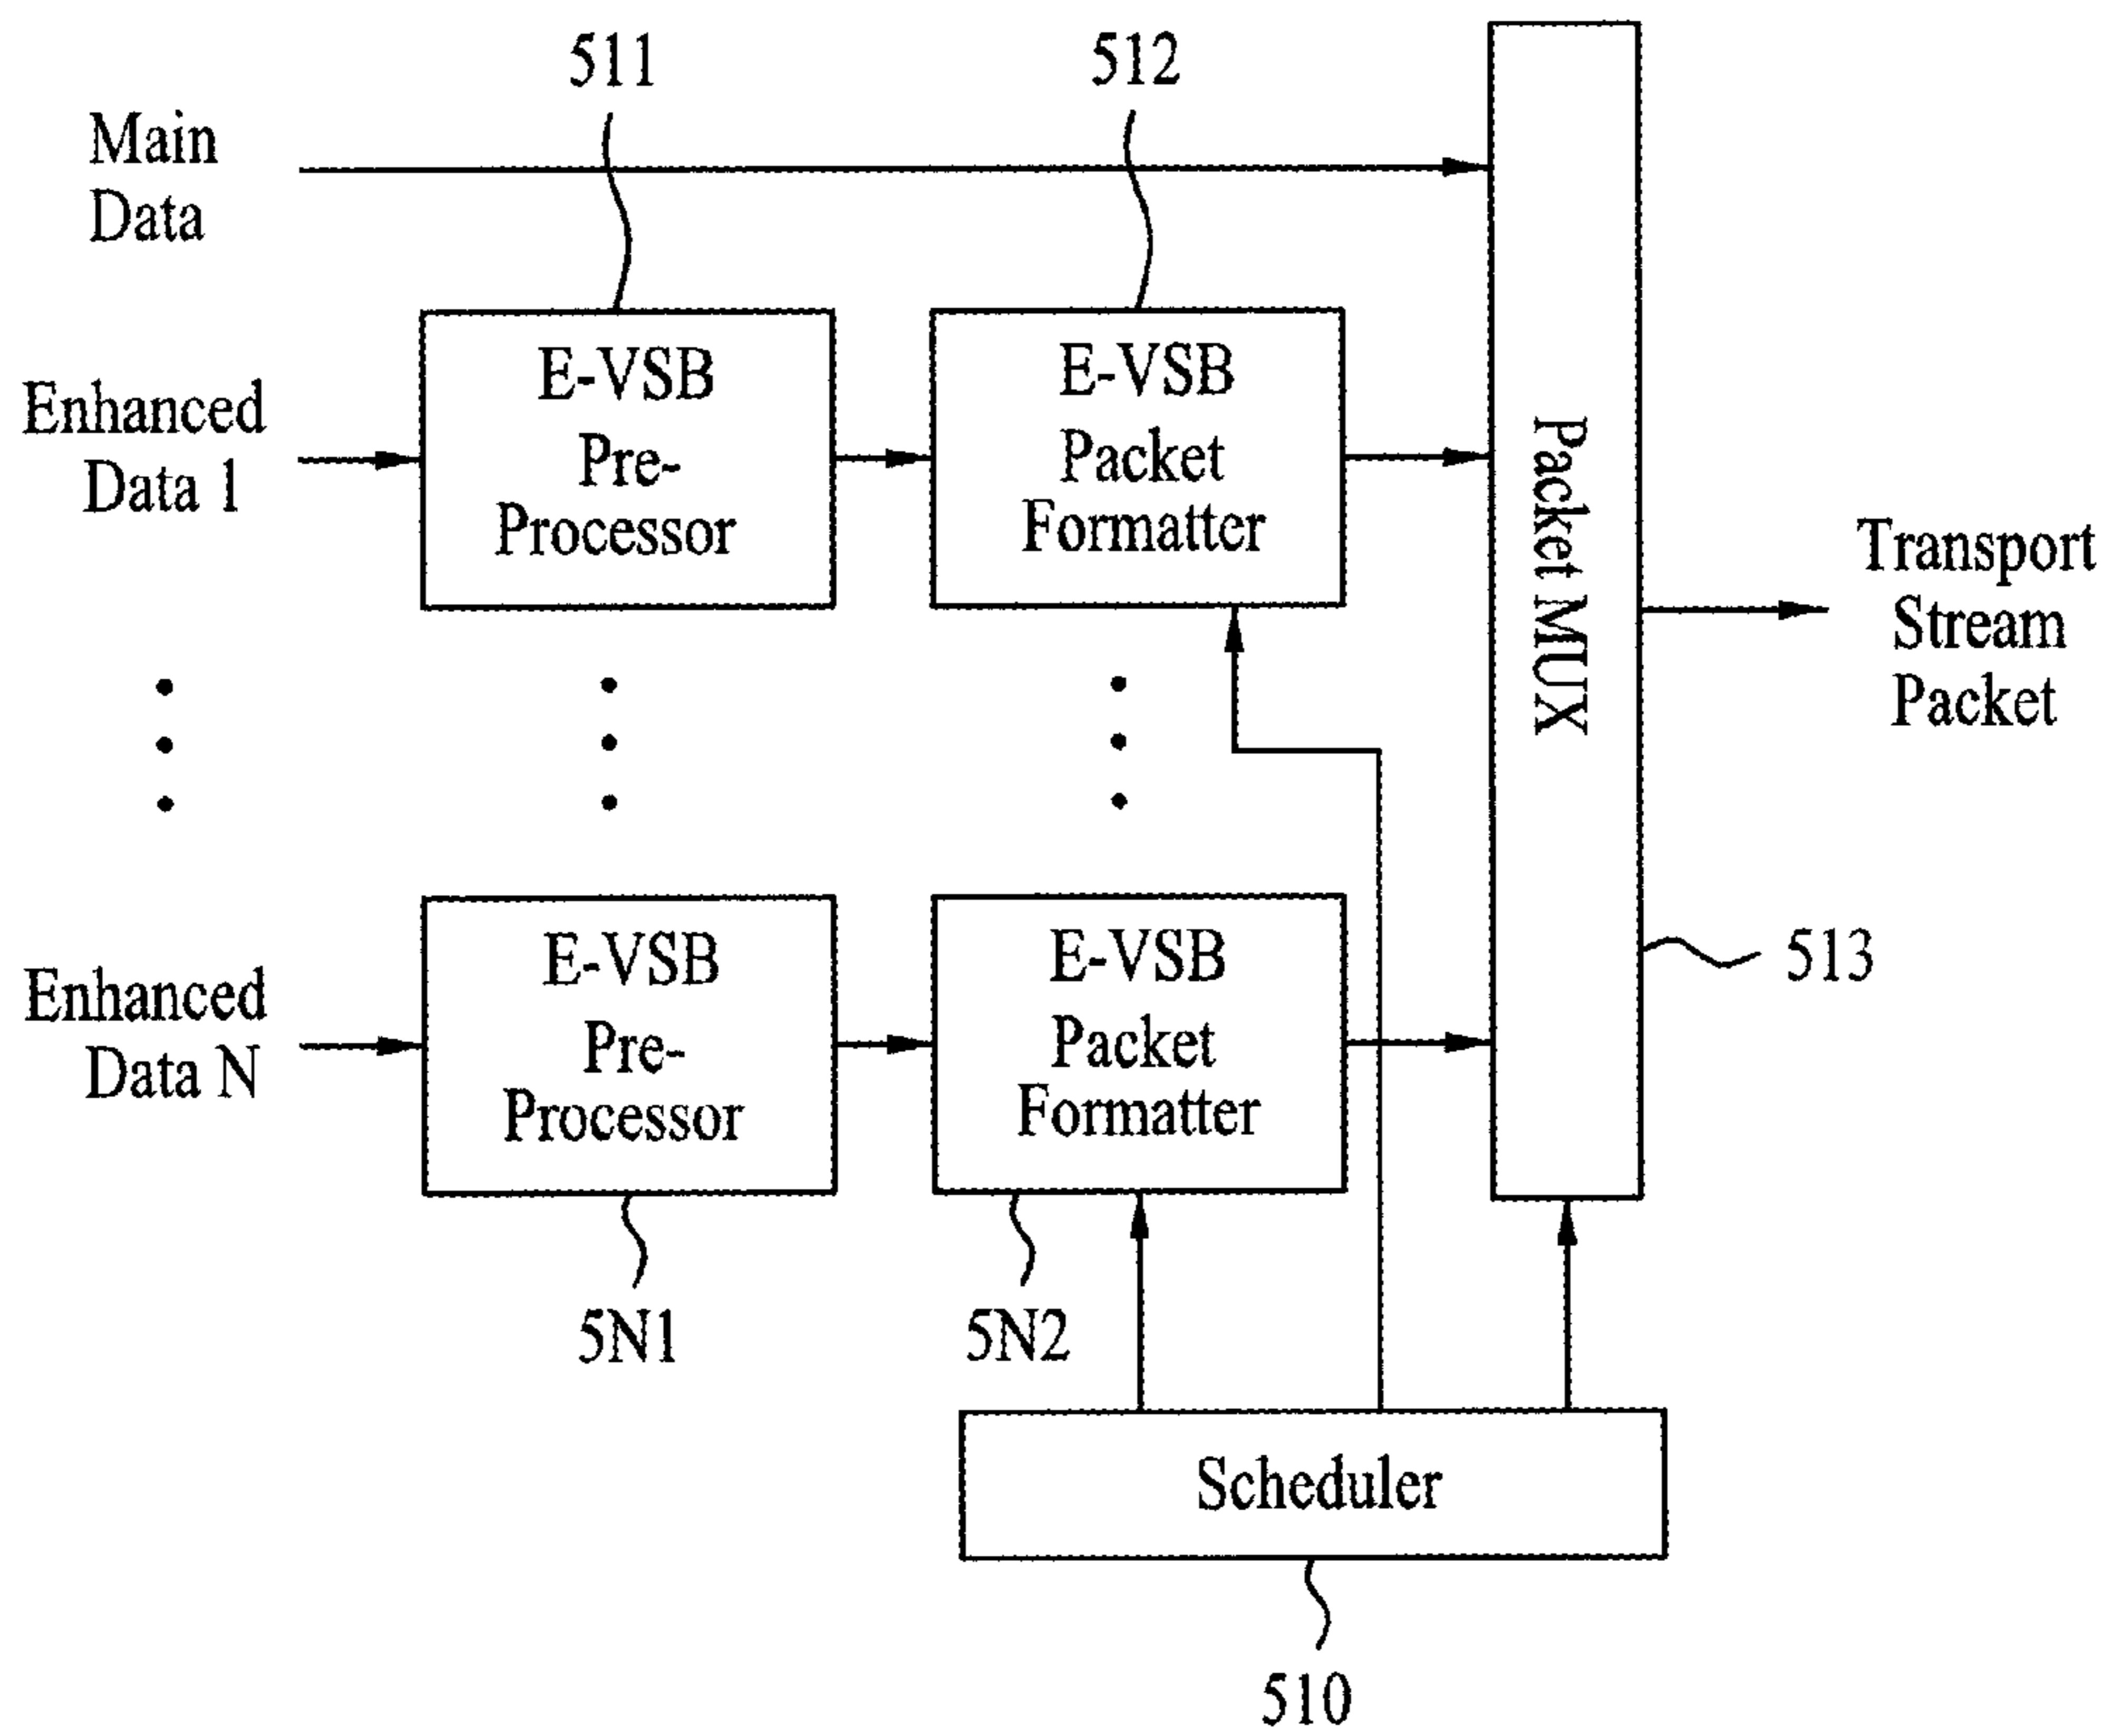 511
512
Main
Data
E-VSB
Pre-
Processor
E-VSB
Packet
Formatter
Enhanced
Data 1
Packet MUX
Transport
Stream
Packet
E-VSB
Pre-
Processor
E-VSB
Packet
Formatter
Enhanced
Data N
513
5N1
5N2
Scheduler
510